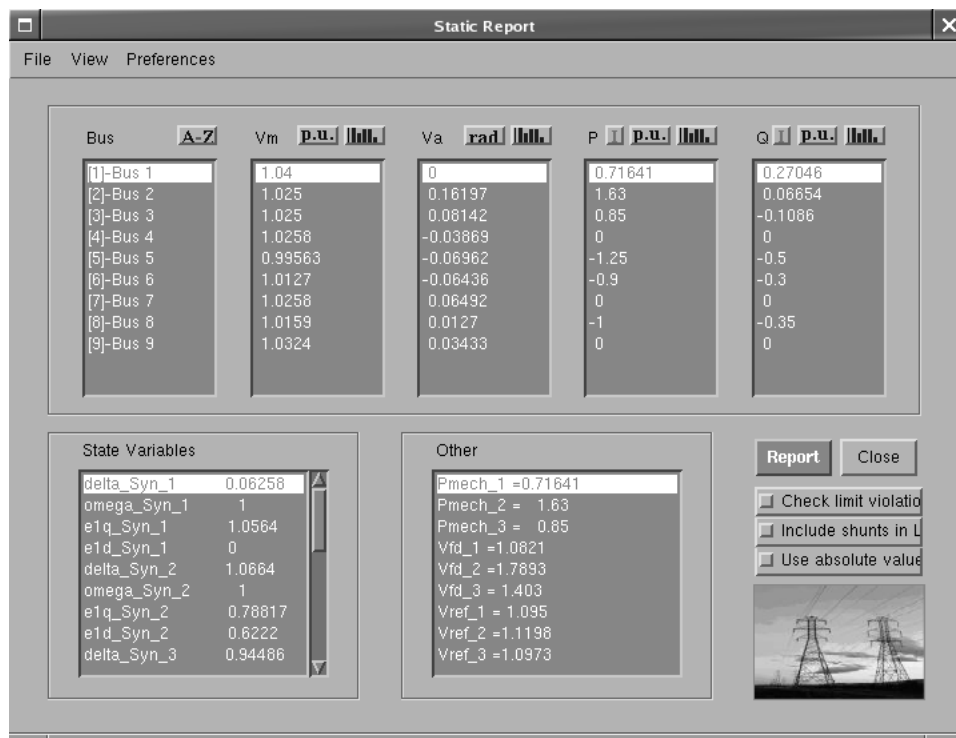 Static Report
File View Preferences
Bus A-Z Vm p.u. Va rad P I p.u. Q I p.u.
[1]-Bus 1 1.04 0 0.71641 0.27046
[2]-Bus 2 1.025 0.16197 1.63 0.06654
[3]-Bus 3 1.025 0.08142 0.85 -0.1086
[4]-Bus 4 1.0258 -0.03869 0 0
[5]-Bus 5 0.99563 -0.06962 -1.25 -0.5
[6]-Bus 6 1.0127 -0.06436 -0.9 -0.3
[7]-Bus 7 1.0258 0.06492 0 0
[8]-Bus 8 1.0159 0.0127 -1 -0.35
[9]-Bus 9 1.0324 0.03433 0 0
State Variables
delta_Syn_1 0.06258
omega_Syn_1 1
e1q_Syn_1 1.0564
e1d_Syn_1 0
delta_Syn_2 1.0664
omega_Syn_2 1
e1q_Syn_2 0.78817
e1d_Syn_2 0.6222
delta_Syn_3 0.94486
Other
Pmech_1 =0.71641
Pmech_2 = 1.63
Pmech_3 = 0.85
Vfd_1 =1.0821
Vfd_2 =1.7893
Vfd_3 = 1.403
Vref_1 = 1.095
Vref_2 =1.1198
Vref_3 =1.0973
Report Close
Check limit violatio
Include shunts in L
Use absolute value